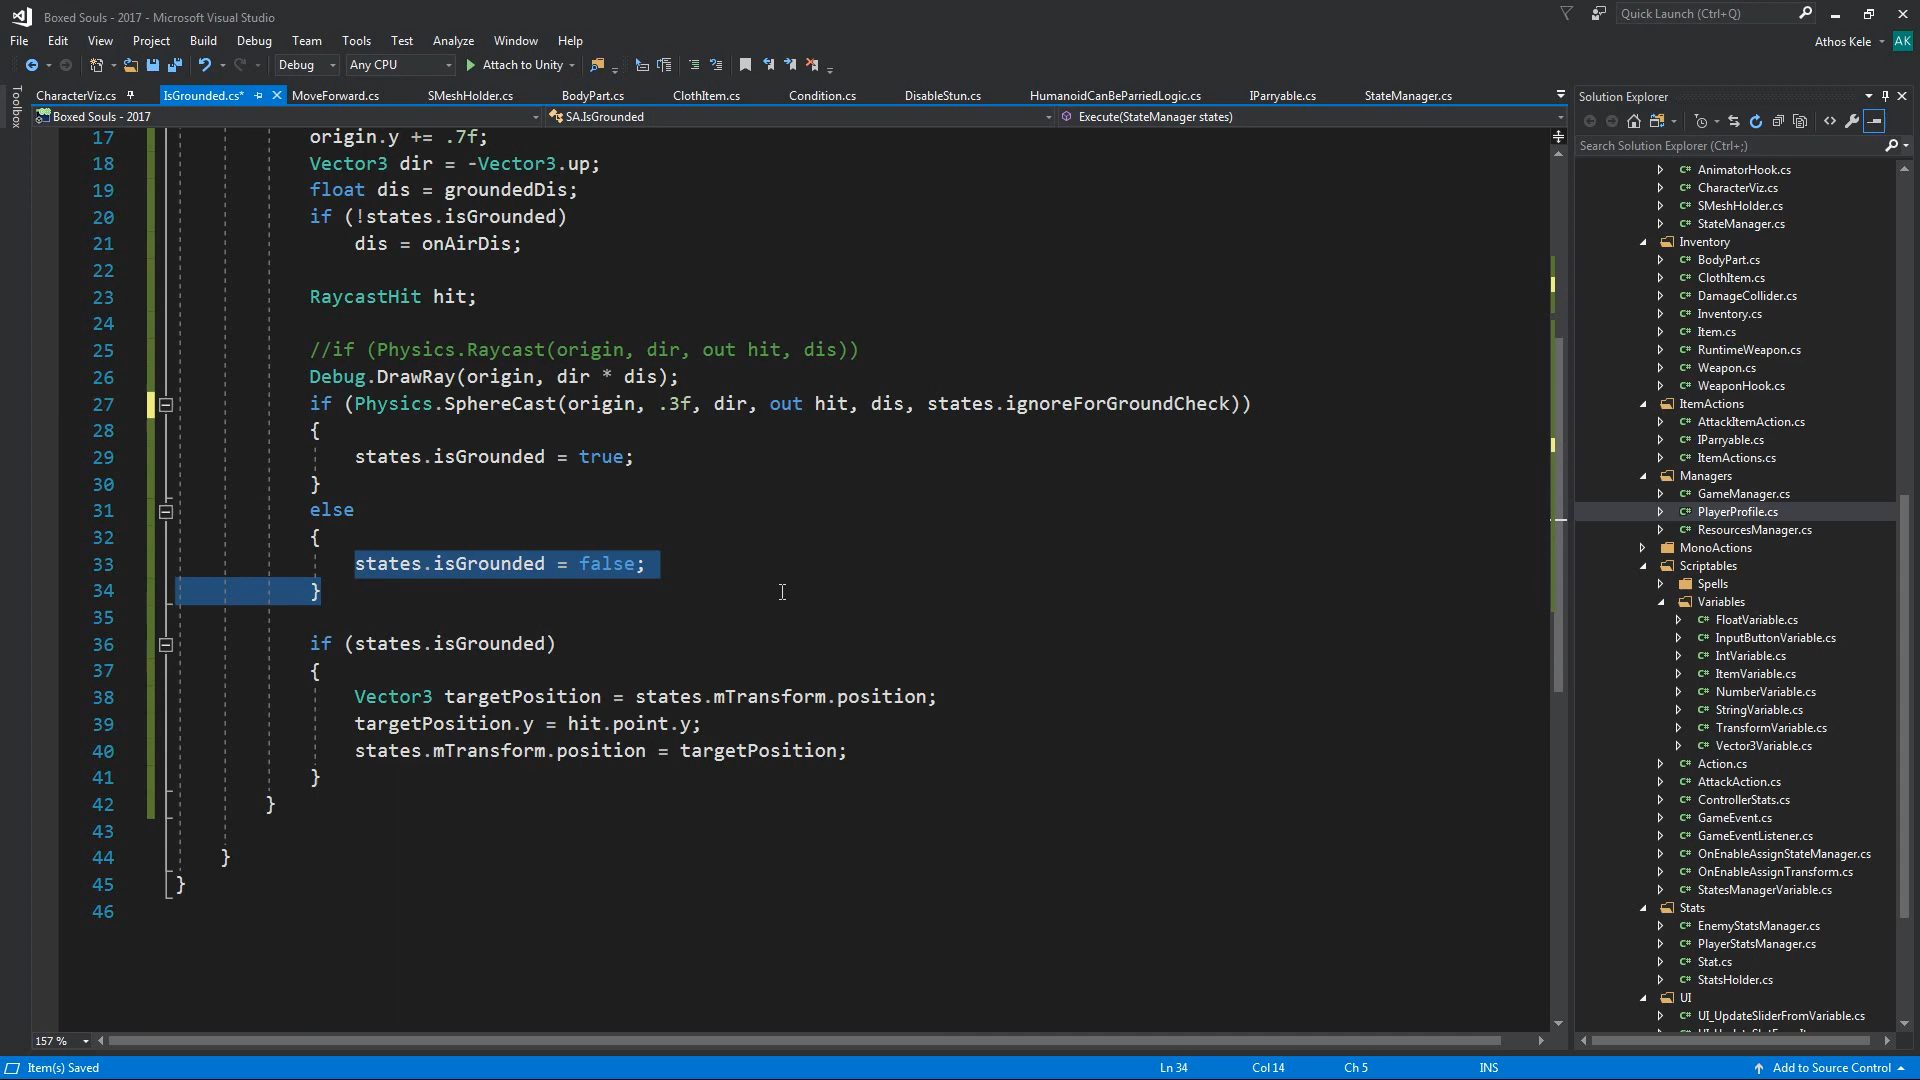 Boxed Souls - 2017 - Microsoft Visual Studio
Quick Launch (Ctrl+Q)
File Edit View Project Build Debug Team Tools Test Analyze Window Help
Athos Kele AK
Debug Any CPU Attach to Unity
Toolbox
CharacterViz.cs IsGrounded.cs* MoveForward.cs SMeshHolder.cs BodyPart.cs ClothItem.cs Condition.cs DisableStun.cs HumanoidCanBeParriedLogic.cs IParryable.cs StateManager.cs
Boxed Souls - 2017 SA.IsGrounded Execute(StateManager states)
17 origin.y += .7f;
18 Vector3 dir = -Vector3.up;
19 float dis = groundedDis;
20 if (!states.isGrounded)
21 dis = onAirDis;
22
23 RaycastHit hit;
24
25 //if (Physics.Raycast(origin, dir, out hit, dis))
26 Debug.DrawRay(origin, dir * dis);
27 if (Physics.SphereCast(origin, .3f, dir, out hit, dis, states.ignoreForGroundCheck))
28 {
29 states.isGrounded = true;
30 }
31 else
32 {
33 states.isGrounded = false;
34 }
35
36 if (states.isGrounded)
37 {
38 Vector3 targetPosition = states.mTransform.position;
39 targetPosition.y = hit.point.y;
40 states.mTransform.position = targetPosition;
41 }
42 }
43
44 }
45 }
46
157 %
Solution Explorer
Search Solution Explorer (Ctrl+;)
C# AnimatorHook.cs
C# CharacterViz.cs
C# SMeshHolder.cs
C# StateManager.cs
Inventory
C# BodyPart.cs
C# ClothItem.cs
C# DamageCollider.cs
C# Inventory.cs
C# Item.cs
C# RuntimeWeapon.cs
C# Weapon.cs
C# WeaponHook.cs
ItemActions
C# AttackItemAction.cs
C# IParryable.cs
C# ItemActions.cs
Managers
C# GameManager.cs
C# PlayerProfile.cs
C# ResourcesManager.cs
MonoActions
Scriptables
Spells
Variables
C# FloatVariable.cs
C# InputButtonVariable.cs
C# IntVariable.cs
C# ItemVariable.cs
C# NumberVariable.cs
C# StringVariable.cs
C# TransformVariable.cs
C# Vector3Variable.cs
C# Action.cs
C# AttackAction.cs
C# ControllerStats.cs
C# GameEvent.cs
C# GameEventListener.cs
C# OnEnableAssignStateManager.cs
C# OnEnableAssignTransform.cs
C# StatesManagerVariable.cs
Stats
C# EnemyStatsManager.cs
C# PlayerStatsManager.cs
C# Stat.cs
C# StatsHolder.cs
UI
C# UI_UpdateSliderFromVariable.cs
Item(s) Saved Ln 34 Col 14 Ch 5 INS Add to Source Control